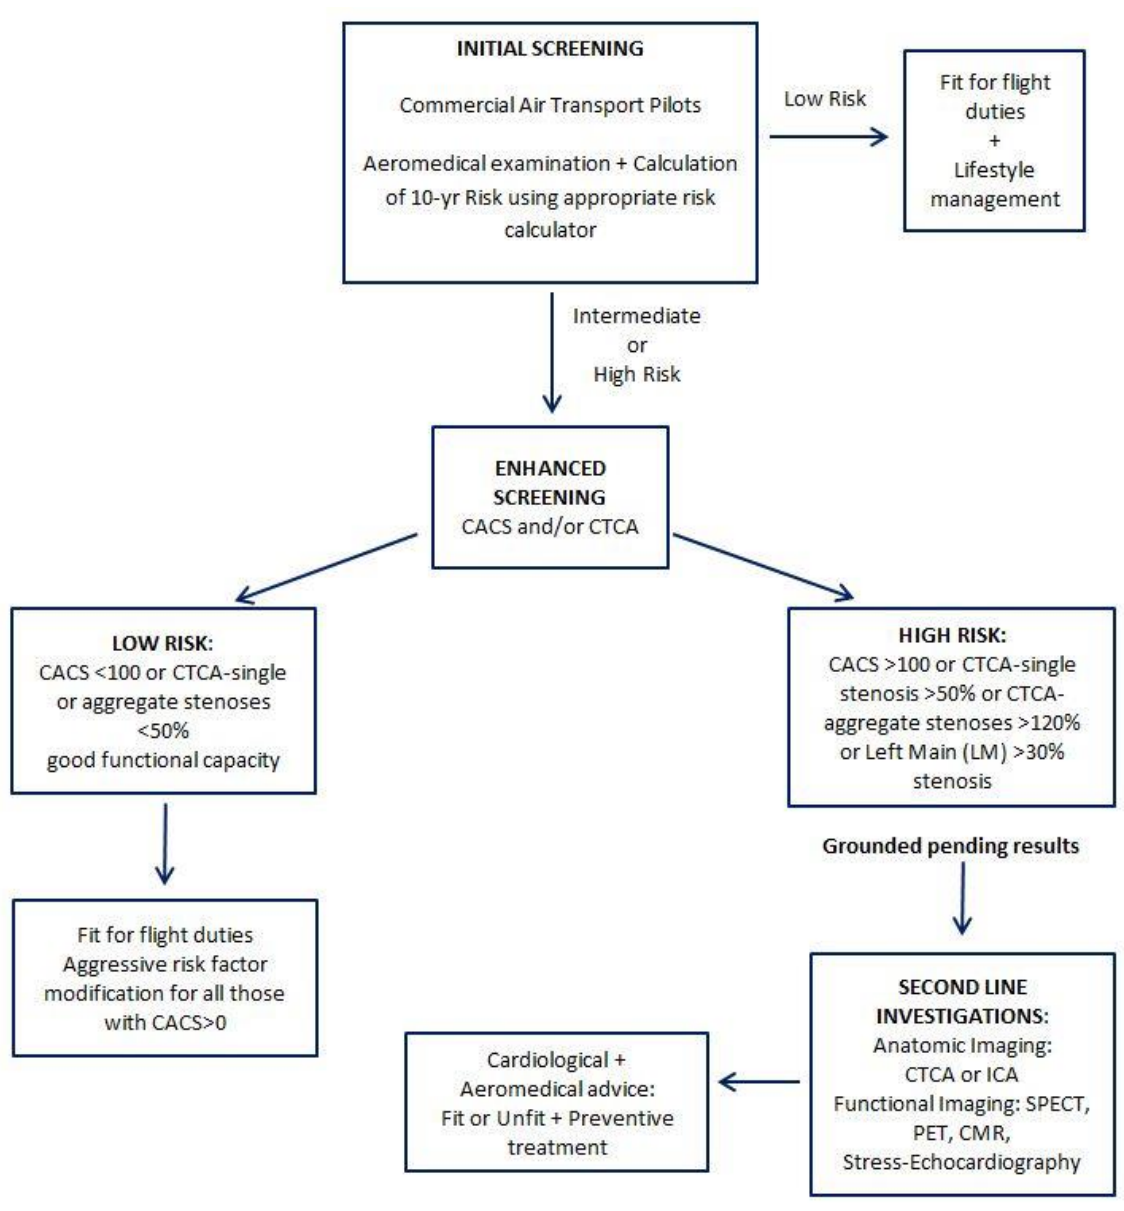 INITIAL SCREENING
Commercial Air Transport Pilots
Aeromedical examination + Calculation
of 10-yr Risk using appropriate risk
calculator
Low Risk
Fit for flight
duties
+
Lifestyle
management
Intermediate
or
High Risk
ENHANCED
SCREENING
CACS and/or CTCA
LOW RISK:
CACS <100 or CTCA-single
or aggregate stenoses
<50%
good functional capacity
HIGH RISK:
CACS >100 or CTCA-single
stenosis >50% or CTCA-
aggregate stenoses >120%
or Left Main (LM) >30%
stenosis
Grounded pending results
Fit for flight duties
Aggressive risk factor
modification for all those
with CACS>0
SECOND LINE
INVESTIGATIONS:
Anatomic Imaging:
CTCA or ICA
Functional Imaging: SPECT,
PET, CMR,
Stress-Echocardiography
Cardiological +
Aeromedical advice:
Fit or Unfit + Preventive
treatment